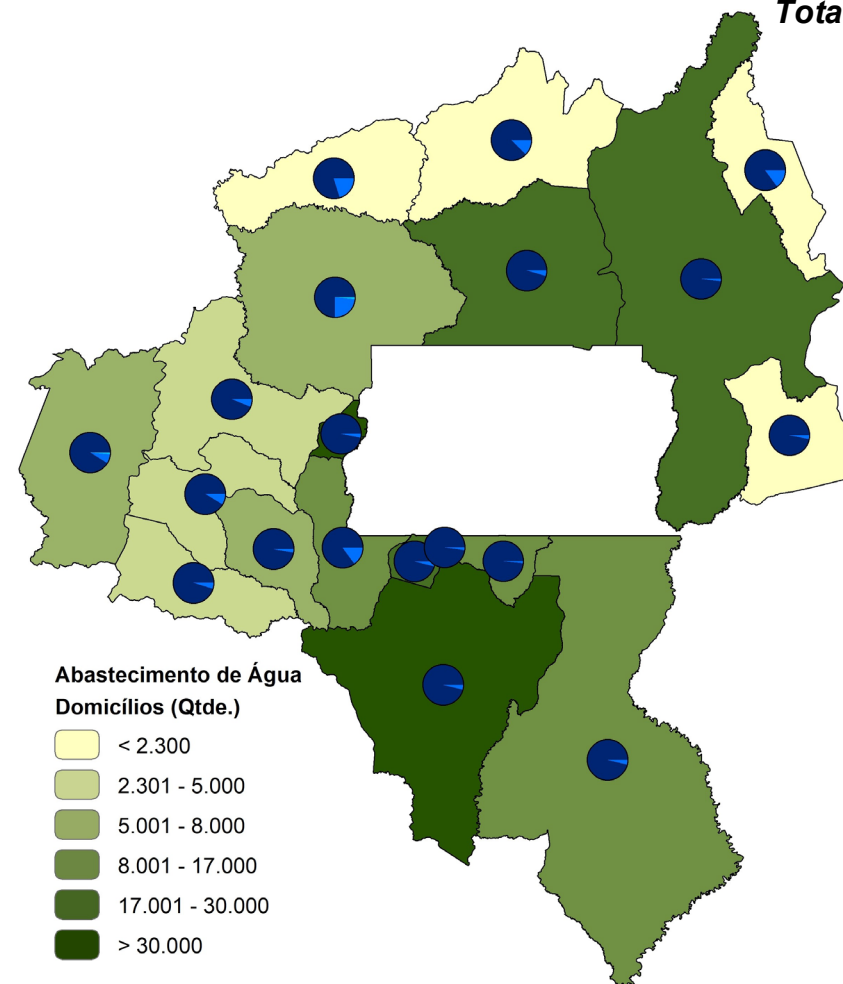 Tota
Abastecimento de Água
Domicílios (Qtde.)
< 2.300
2.301 - 5.000
5.001 - 8.000
8.001 - 17.000
17.001 - 30.000
> 30.000